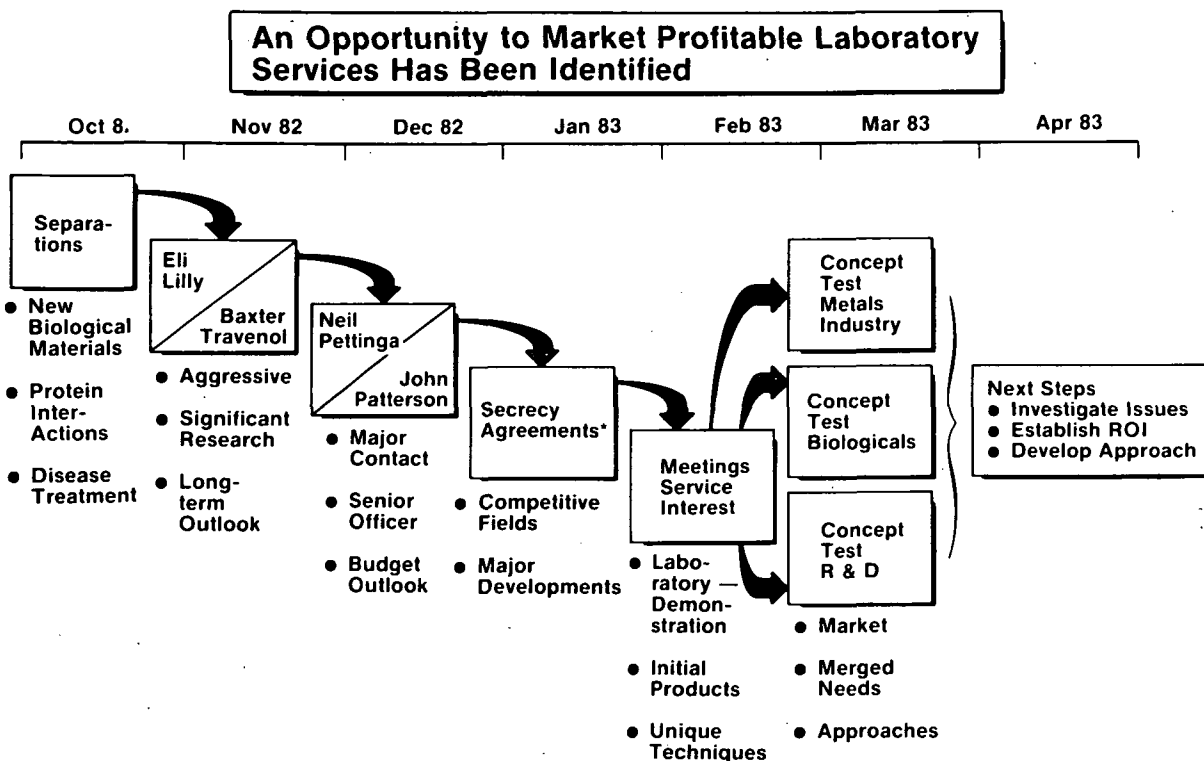 An Opportunity to Market Profitable Laboratory
Services Has Been Identified
Oct 8. Nov 82 Dec 82 Jan 83 Feb 83 Mar 83 Apr 83
Separa-
tions
● New
Biological
Materials
● Protein
Inter-
Actions
● Disease
Treatment
Eli
Lilly
Baxter
Travenol
● Aggressive
● Significant
Research
● Long-
term
Outlook
Neil
Pettinga
John
Patterson
● Major
Contact
● Senior
Officer
● Budget
Outlook
Secrecy
Agreements*
● Competitive
Fields
● Major
Developments
Meetings
Service
Interest
● Labo-
ratory —
Demon-
stration
● Initial
Products
● Unique
Techniques
Concept
Test
Metals
Industry
Concept
Test
Biologicals
Concept
Test
R & D
● Market
● Merged
Needs
● Approaches
Next Steps
● Investigate Issues
● Establish ROI
● Develop Approach